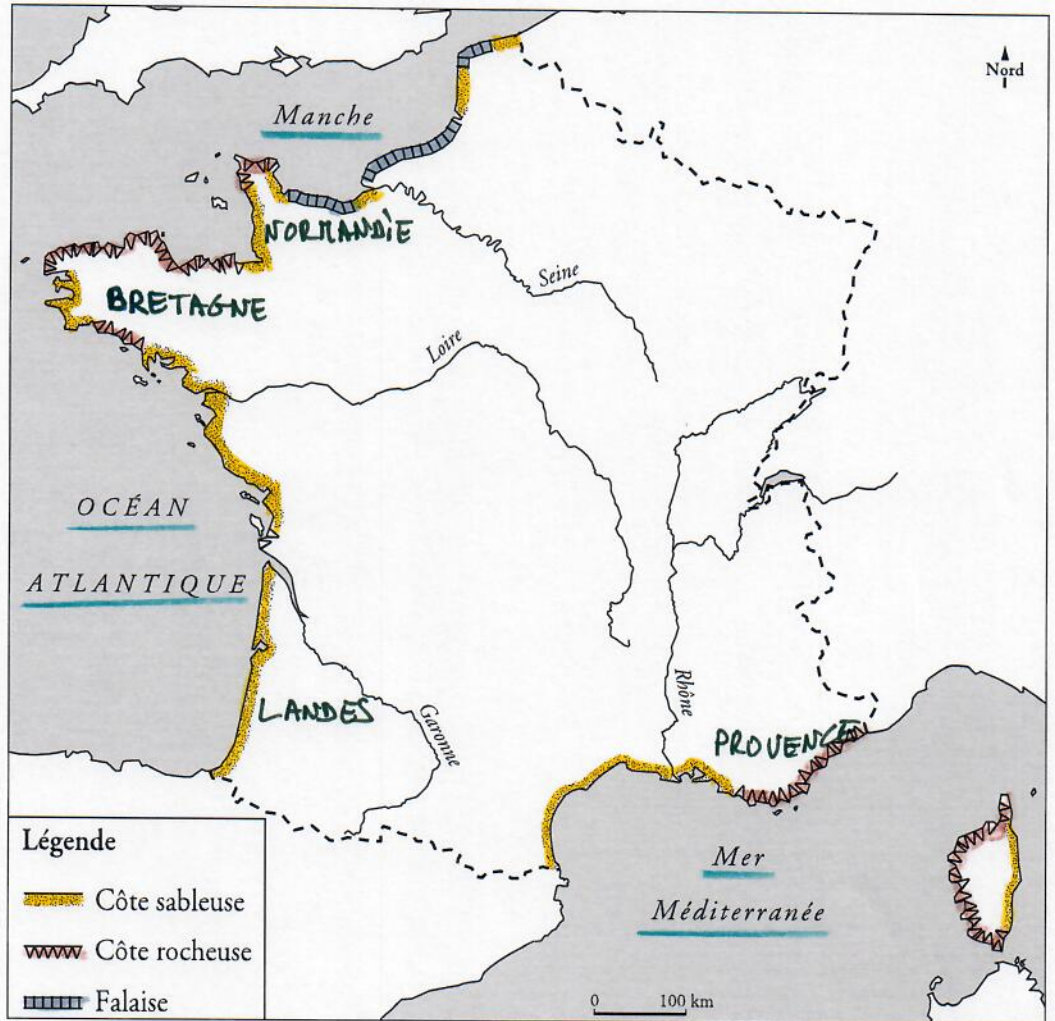 Nord
Manche
NORMANDIE
Seine
BRETAGNE
Loire
OCÉAN
ATLANTIQUE
Rhône
LANDES
Garonne
PROVENCE
Légende
Côte sableuse
Côte rocheuse
Falaise
Mer
Méditerranée
0 100 km